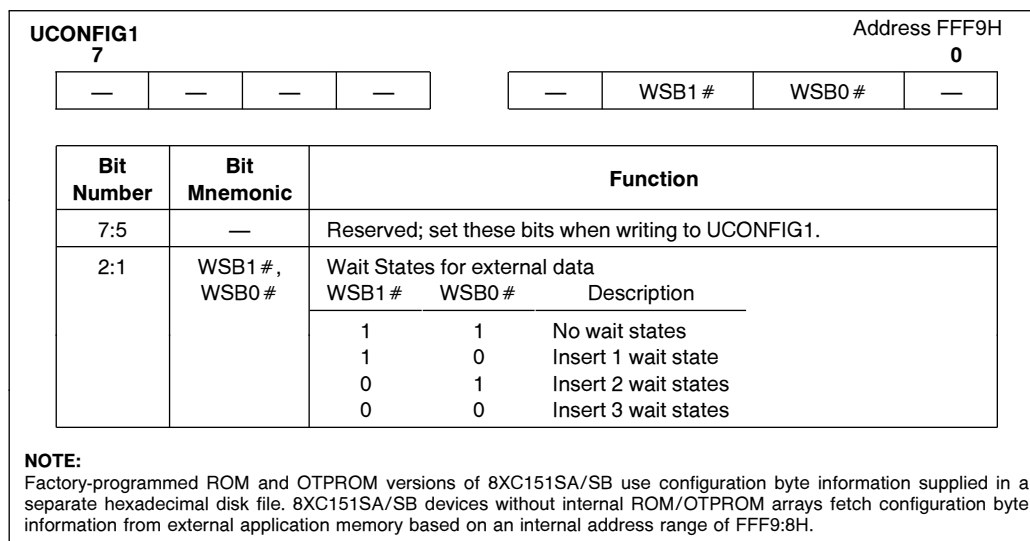 UCONFIG1 Address FFF9H
7 0
— — — — — WSB1# WSB0# —
Bit Number Bit Mnemonic Function
7:5 — Reserved; set these bits when writing to UCONFIG1.
2:1 WSB1#, WSB0# Wait States for external data
WSB1# WSB0# Description
1 1 No wait states
1 0 Insert 1 wait state
0 1 Insert 2 wait states
0 0 Insert 3 wait states
NOTE:
Factory-programmed ROM and OTPROM versions of 8XC151SA/SB use configuration byte information supplied in a
separate hexadecimal disk file. 8XC151SA/SB devices without internal ROM/OTPROM arrays fetch configuration byte
information from external application memory based on an internal address range of FFF9:8H.